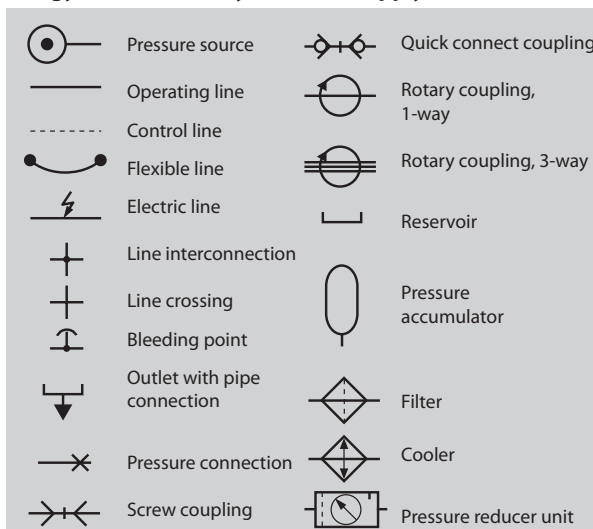 Pressure source
Operating line
Control line
Flexible line
Electric line
Line interconnection
Line crossing
Bleeding point
Outlet with pipe
connection
Pressure connection
Screw coupling
Quick connect coupling
Rotary coupling,
1-way
Rotary coupling, 3-way
Reservoir
Pressure
accumulator
Filter
Cooler
Pressure reducer unit